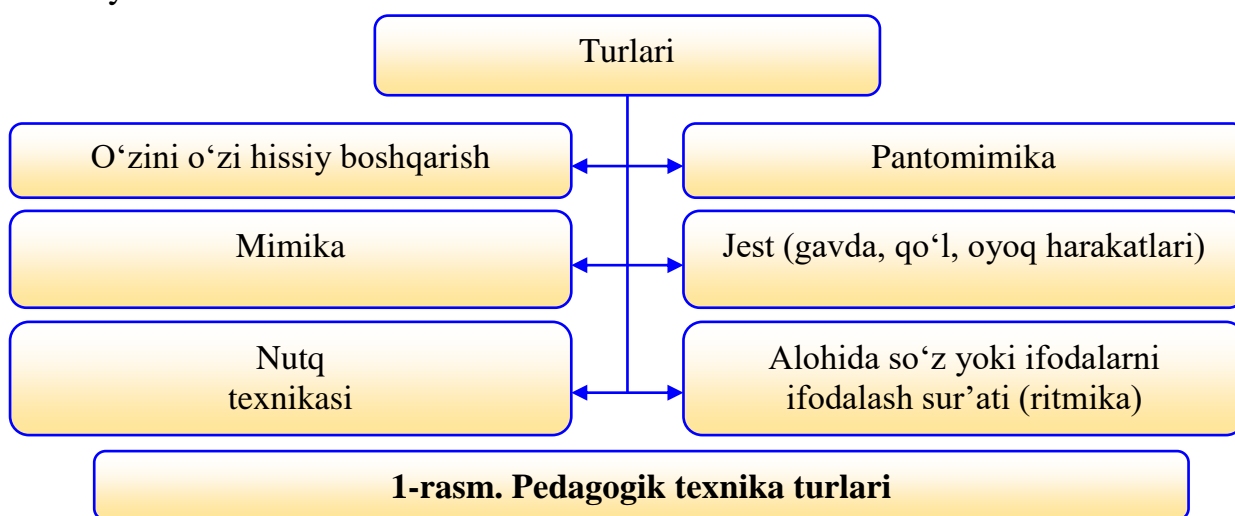 Turlari
O‘zini o‘zi hissiy boshqarish
Pantomimika
Mimika
Jest (gavda, qo‘l, oyoq harakatlari)
Nutq
texnikasi
Alohida so‘z yoki ifodalarni
ifodalash sur’ati (ritmika)
1-rasm. Pedagogik texnika turlari